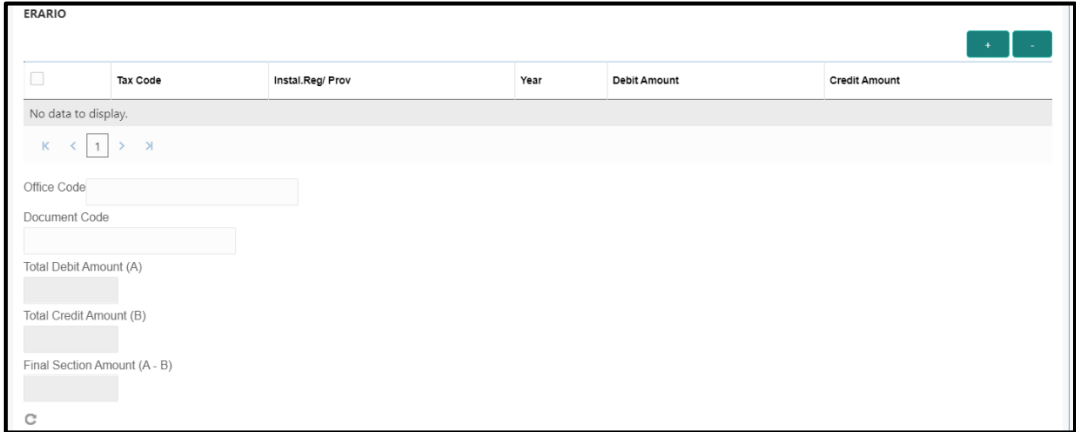 ERARIO
+ -
Tax Code Instal.Reg/ Prov Year Debit Amount Credit Amount
No data to display.
1
Office Code
Document Code
Total Debit Amount (A)
Total Credit Amount (B)
Final Section Amount (A - B)